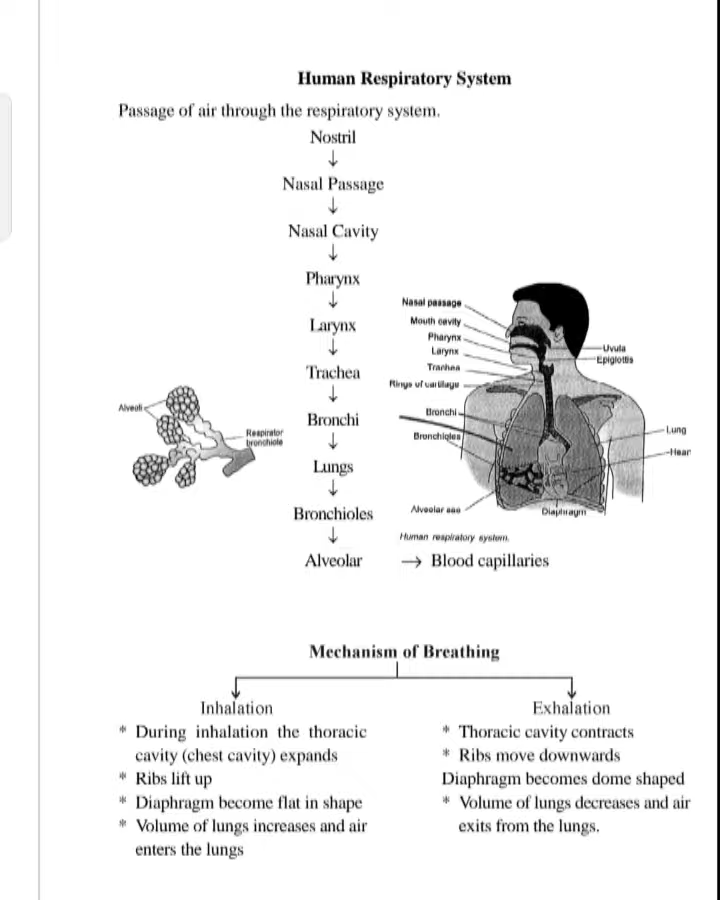 Human Respiratory System
Passage of air through the respiratory system.
Nostril
↓
Nasal Passage
↓
Nasal Cavity
↓
Pharynx
↓
Larynx
↓
Trachea
↓
Bronchi
↓
Lungs
↓
Bronchioles
↓
Alveolar → Blood capillaries
Alveoli
Respirator
bronchiole
Nasal passage
Mouth cavity
Pharynx
Larynx
Trachea
Rings of cartilage
Bronchi
Bronchioles
Alveolar sac
Uvula
Epiglottis
Lung
Hear
Diaphragm
Human respiratory system.
Mechanism of Breathing
Inhalation
* During inhalation the thoracic
cavity (chest cavity) expands
* Ribs lift up
* Diaphragm become flat in shape
* Volume of lungs increases and air
enters the lungs
Exhalation
* Thoracic cavity contracts
* Ribs move downwards
Diaphragm becomes dome shaped
* Volume of lungs decreases and air
exits from the lungs.